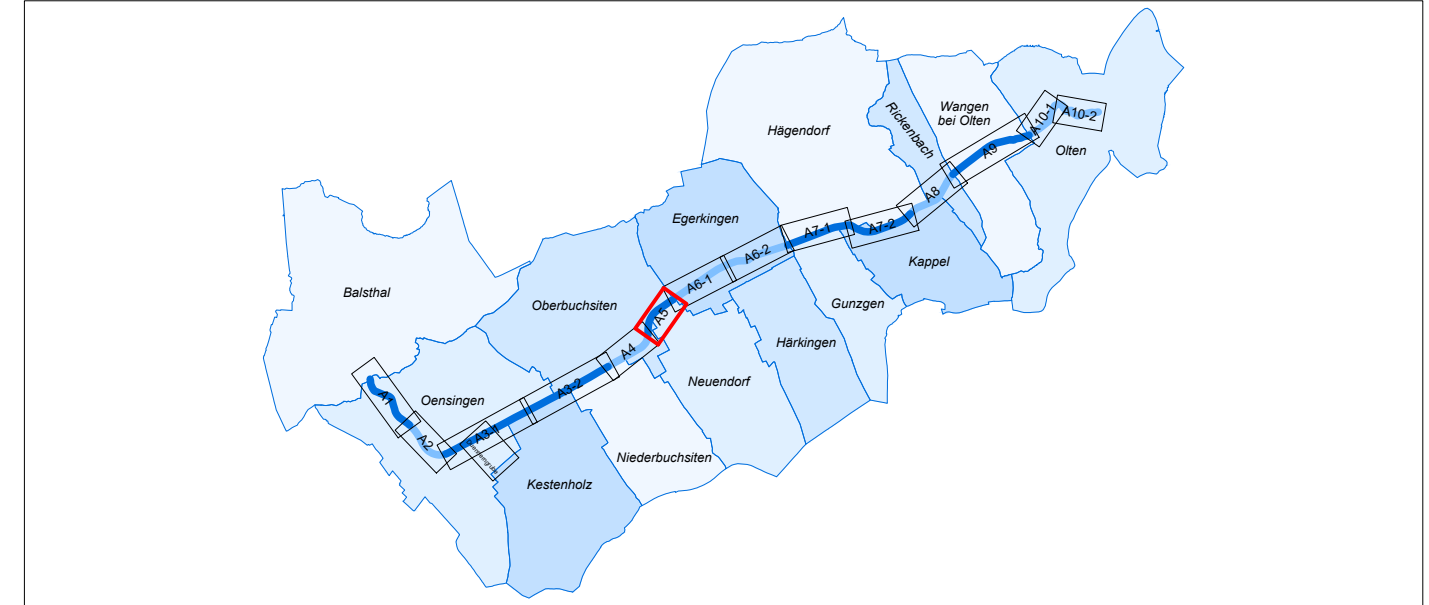 Hägendorf
Rickenbach
Wangen
bei Olten
A10-1
A10-2
Olten
A9
A8
Egerkingen
A7-1
A7-2
A6-2
A6-1
Kappel
Balsthal
Oberbuchsiten
A5
Gunzgen
Härkingen
A4
Neuendorf
A3-2
Oensingen
A1
A2
A3-1
Niederbuchsiten
Kestenholz